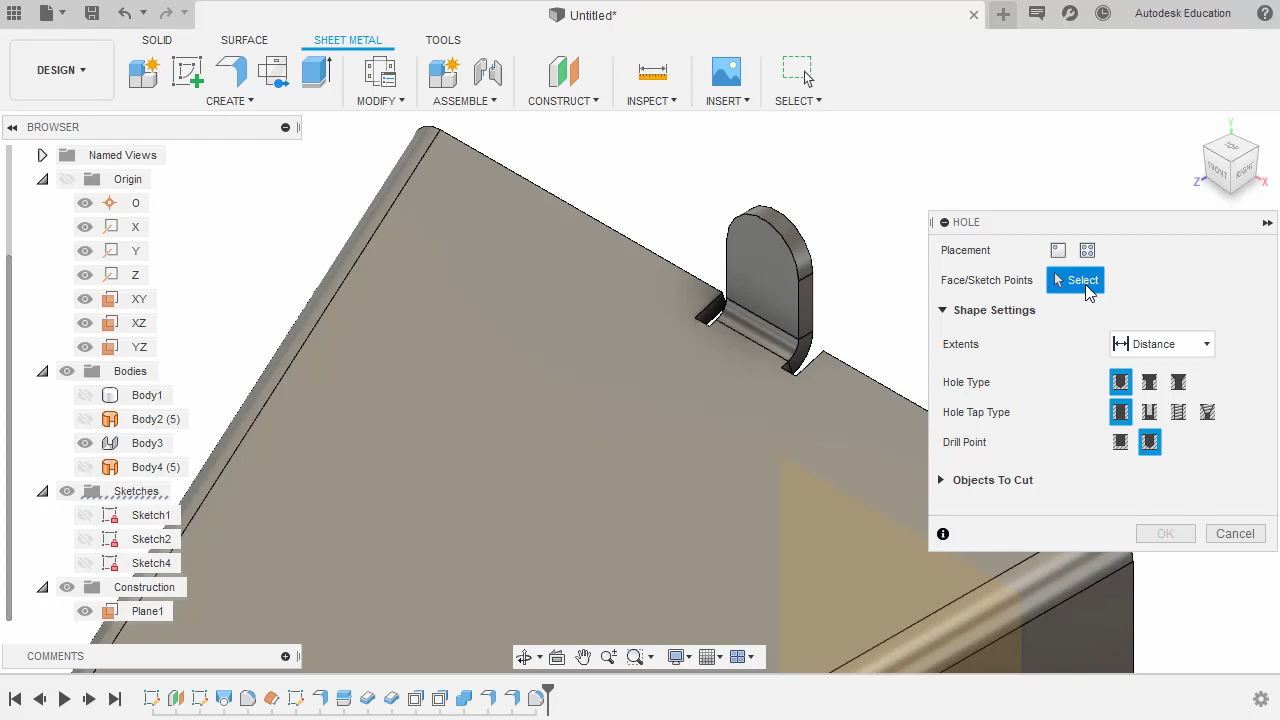 Untitled*
Autodesk Education
SOLID SURFACE SHEET METAL TOOLS
DESIGN
CREATE MODIFY ASSEMBLE CONSTRUCT INSPECT INSERT SELECT
BROWSER
Named Views
Origin
O
X
Y
Z
XY
XZ
YZ
Bodies
Body1
Body2 (5)
Body3
Body4 (5)
Sketches
Sketch1
Sketch2
Sketch4
Construction
Plane1
COMMENTS
Y
TOP
FRONT
RIGHT
Z
X
HOLE
Placement
Face/Sketch Points Select
Shape Settings
Extents Distance
Hole Type
Hole Tap Type
Drill Point
Objects To Cut
OK Cancel